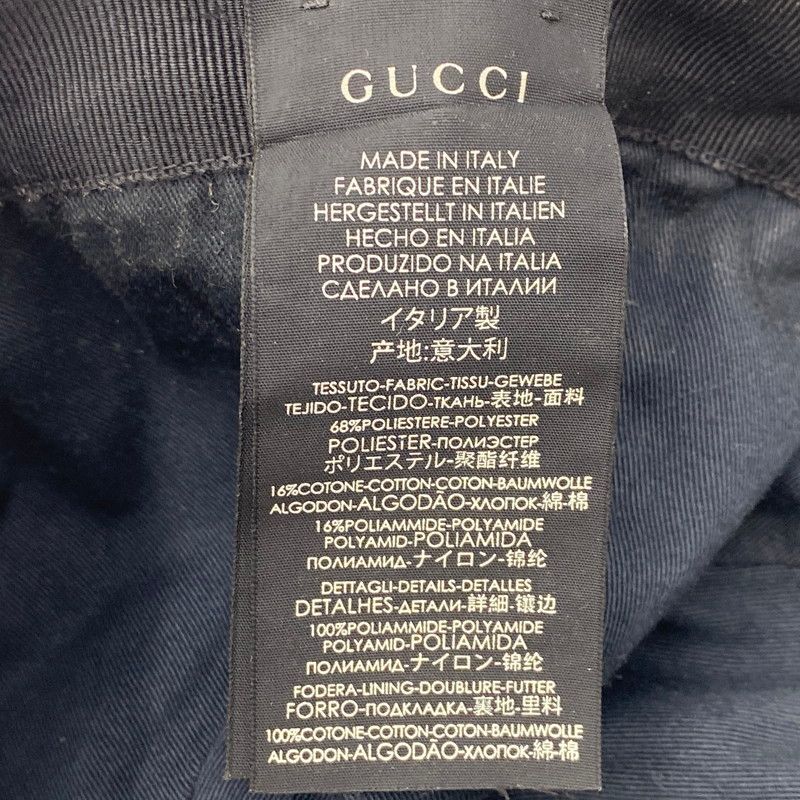 GUCCI
MADE IN ITALY
FABRIQUE EN ITALIE
HERGESTELLT IN ITALIEN
HECHO EN ITALIA
PRODUZIDO NA ITALIA
СДЕЛАНО В ИТАЛИИ
イタリア製
产地:意大利
TESSUTO-FABRIC-TISSU-GEWEBE
TEJIDO-TECIDO-ТКАНЬ-表地-面料
68%POLIESTERE-POLYESTER
POLIESTER-ПОЛИЭСТЕР
ポリエステル-聚酯纤维
16%COTONE-COTTON-COTON-BAUMWOLLE
ALGODON-ALGODÃO-ХЛОПОК-綿-棉
16%POLIAMMIDE-POLYAMIDE
POLYAMID-POLIAMIDA
ПОЛИАМИД-ナイロン-锦纶
DETTAGLI-DETAILS-DETALLES
DETALHES-ДЕТАЛИ-詳細-镶边
100%POLIAMMIDE-POLYAMIDE
POLYAMID-POLIAMIDA
ПОЛИАМИД-ナイロン-锦纶
FODERA-LINING-DOUBLURE-FUTTER
FORRO-ПОДКЛАДКА-裏地-里料
100%COTONE-COTTON-COTON-BAUMWOLLE
ALGODON-ALGODÃO-ХЛОПОК-綿-棉